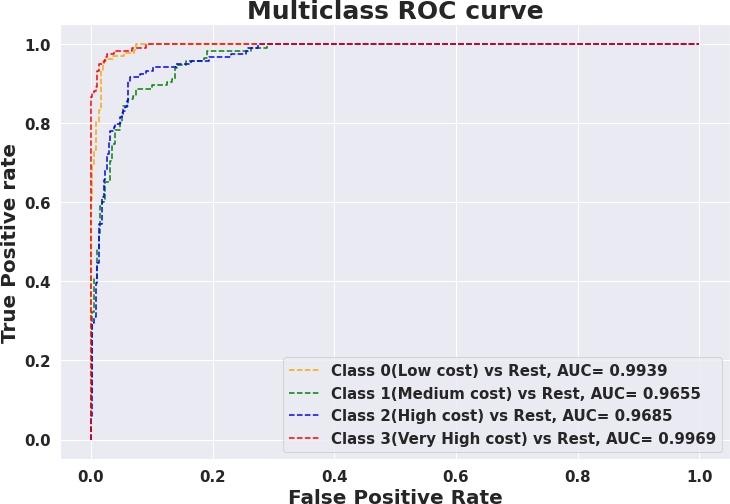 Multiclass ROC curve
True Positive rate
1.0
0.8
0.6
0.4
0.2
0.0
Class 0(Low cost) vs Rest, AUC= 0.9939
Class 1(Medium cost) vs Rest, AUC= 0.9655
Class 2(High cost) vs Rest, AUC= 0.9685
Class 3(Very High cost) vs Rest, AUC= 0.9969
0.0 0.2 0.4 0.6 0.8 1.0
False Positive Rate